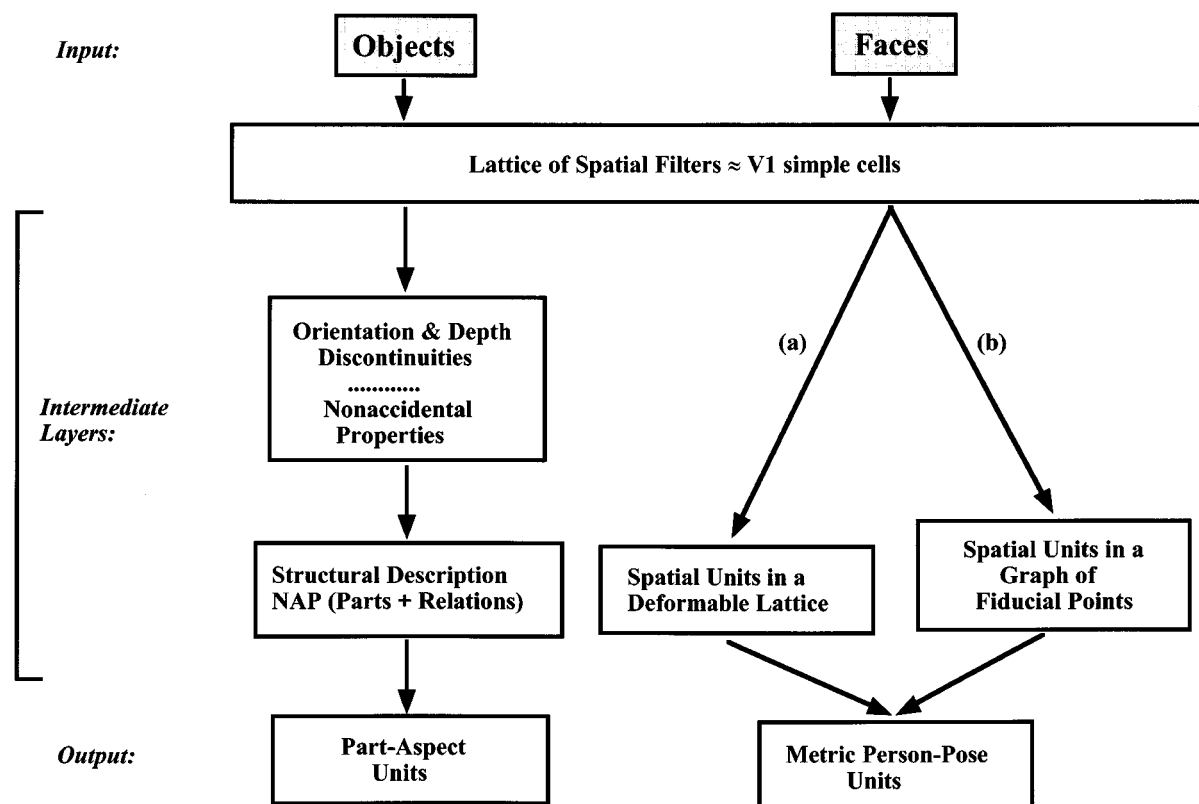 Input:
Objects
Faces
Lattice of Spatial Filters ≈ V1 simple cells
Orientation & Depth
Discontinuities
............
Nonaccidental
Properties
(a)
(b)
Intermediate
Layers:
Structural Description
NAP (Parts + Relations)
Spatial Units in a
Deformable Lattice
Spatial Units in a
Graph of
Fiducial Points
Output:
Part-Aspect
Units
Metric Person-Pose
Units